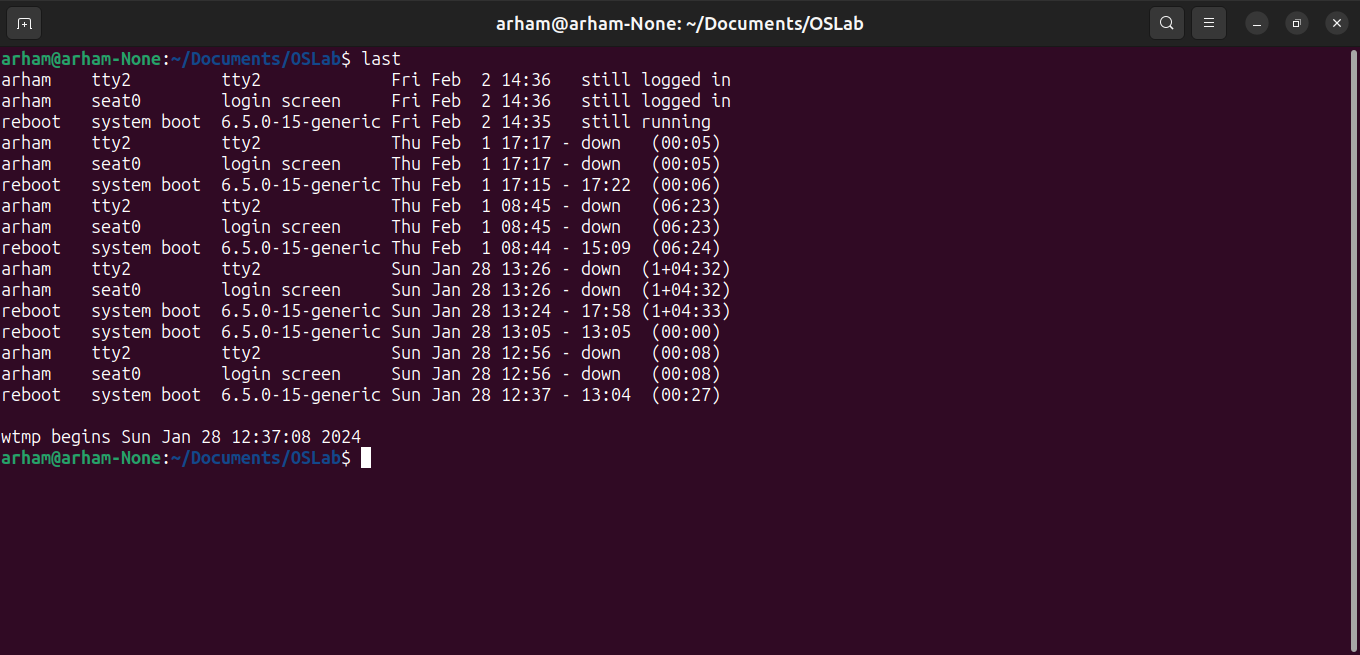 arham@arham-None: ~/Documents/OSLab
arham@arham-None:~/Documents/OSLab$ last
arham    tty2         tty2             Fri Feb  2 14:36   still logged in
arham    seat0        login screen     Fri Feb  2 14:36   still logged in
reboot   system boot  6.5.0-15-generic Fri Feb  2 14:35   still running
arham    tty2         tty2             Thu Feb  1 17:17 - down   (00:05)
arham    seat0        login screen     Thu Feb  1 17:17 - down   (00:05)
reboot   system boot  6.5.0-15-generic Thu Feb  1 17:15 - 17:22  (00:06)
arham    tty2         tty2             Thu Feb  1 08:45 - down   (06:23)
arham    seat0        login screen     Thu Feb  1 08:45 - down   (06:23)
reboot   system boot  6.5.0-15-generic Thu Feb  1 08:44 - 15:09  (06:24)
arham    tty2         tty2             Sun Jan 28 13:26 - down  (1+04:32)
arham    seat0        login screen     Sun Jan 28 13:26 - down  (1+04:32)
reboot   system boot  6.5.0-15-generic Sun Jan 28 13:24 - 17:58 (1+04:33)
reboot   system boot  6.5.0-15-generic Sun Jan 28 13:05 - 13:05  (00:00)
arham    tty2         tty2             Sun Jan 28 12:56 - down   (00:08)
arham    seat0        login screen     Sun Jan 28 12:56 - down   (00:08)
reboot   system boot  6.5.0-15-generic Sun Jan 28 12:37 - 13:04  (00:27)

wtmp begins Sun Jan 28 12:37:08 2024
arham@arham-None:~/Documents/OSLab$